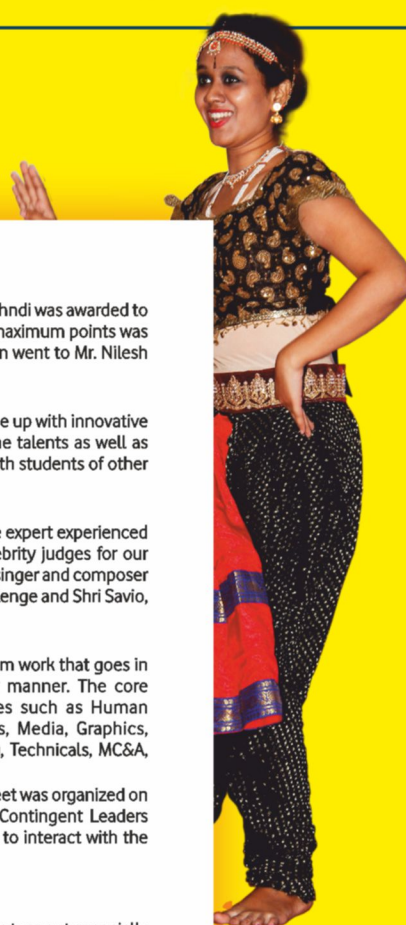 hndi was awarded to
maximum points was
n went to Mr. Nilesh
e up with innovative
ne talents as well as
th students of other
e expert experienced
ebrity judges for our
singer and composer
lenge and Shri Savio,
m work that goes in
manner. The core
es such as Human
s, Media, Graphics,
, Technicals, MC&A,
eet was organized on
Contingent Leaders
to interact with the